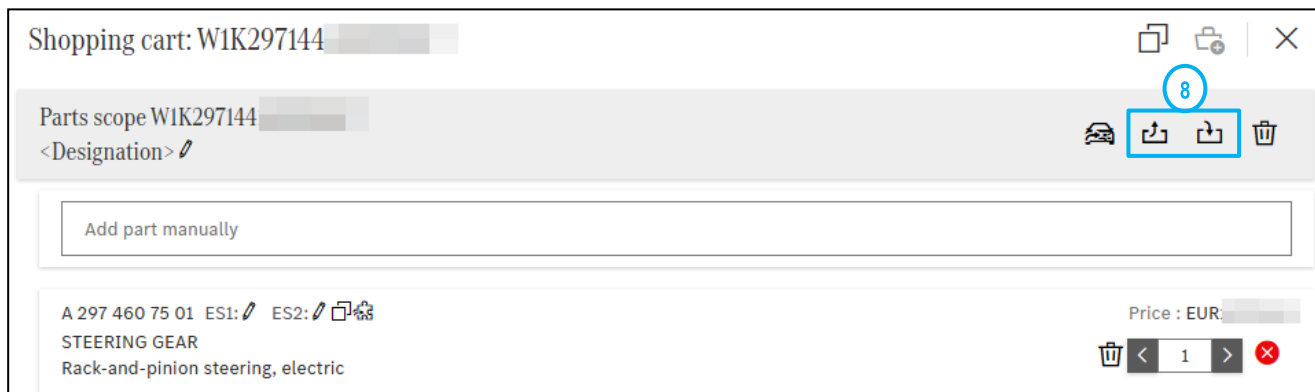 Shopping cart: W1K297144
8
Parts scope W1K297144
<Designation>
Add part manually
A 297 460 75 01 ES1: ES2:
Price : EUR:
STEERING GEAR
1
Rack-and-pinion steering, electric